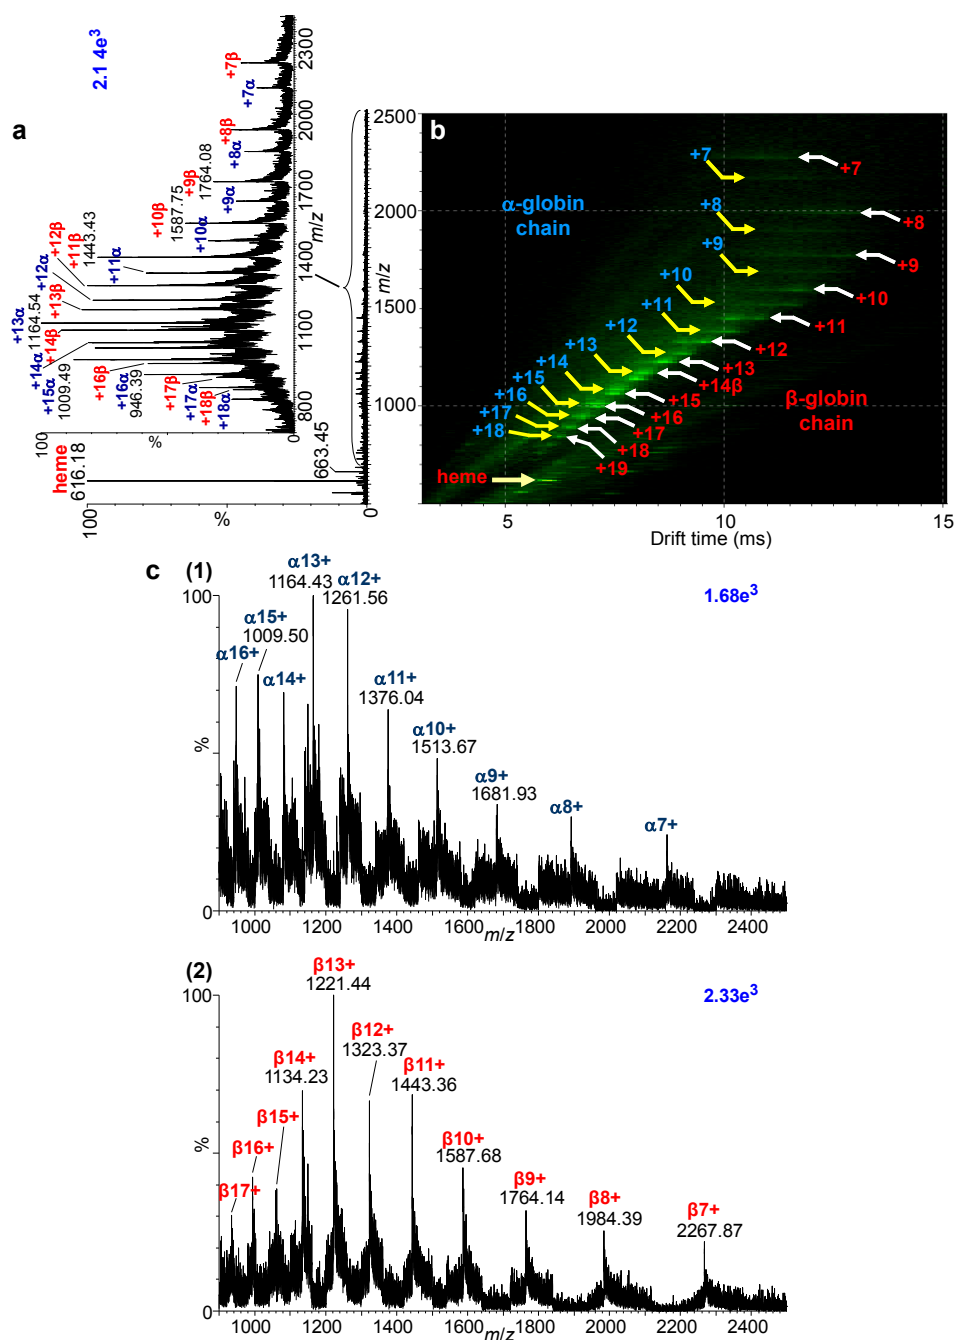 a
2.1 4e³
+7β
+7α
+8β
+8α
+9β
1764.08
+9α
+10β
1587.75
+10α
+11β
1443.43
+11α
+12β
+12α
+13β
+13α
1164.54
+14β
+14α
+15α
1009.49
+16β
+16α
946.39
+17β
+17α
+18β
+18α
800
1100
1400
1700
2000
2300
m/z
100
%
0
heme
616.18
663.45
100
%
0
b
α-globin
chain
β-globin
chain
+7
+8
+9
+10
+11
+12
+13
+14
+15
+16
+17
+18
+7
+8
+9
+10
+11
+12
+13
+14β
+15
+16
+17
+18
+19
heme
2500
2000
1500
1000
m/z
5
10
15
Drift time (ms)
c
(1)
1.68e³
α13+
1164.43
α12+
1261.56
α15+
1009.50
α16+
α14+
α11+
1376.04
α10+
1513.67
α9+
1681.93
α8+
α7+
100
%
0
1000 1200 1400 1600 1800 2000 2200 2400
m/z
(2)
2.33e³
β13+
1221.44
β12+
1323.37
β14+
1134.23
β11+
1443.36
β15+
β16+
β17+
β10+
1587.68
β9+
1764.14
β8+
1984.39
β7+
2267.87
100
%
0
1000 1200 1400 1600 1800 2000 2200 2400
m/z